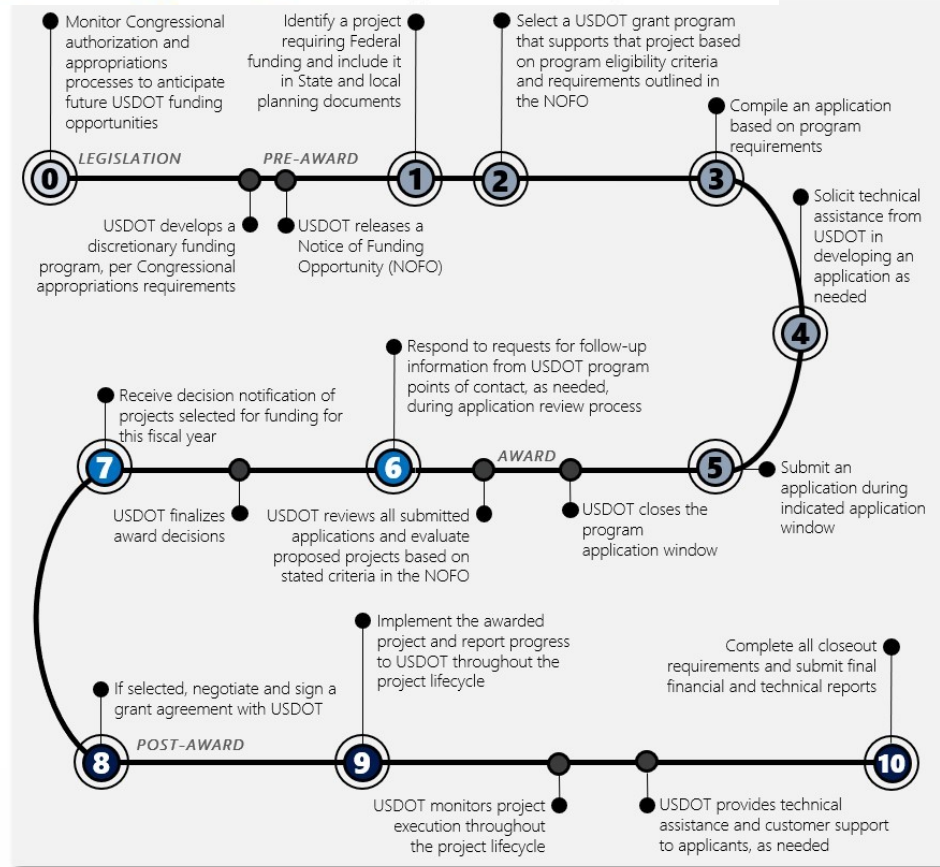 Monitor Congressional
authorization and
appropriations
processes to anticipate
future USDOT funding
opportunities
Identify a project
requiring Federal
funding and include it
in State and local
planning documents
Select a USDOT grant program
that supports that project based
on program eligibility criteria
and requirements outlined in
the NOFO
Compile an application
based on program
requirements
LEGISLATION
PRE-AWARD
0
1
2
3
USDOT develops a
discretionary funding
program, per Congressional
appropriations requirements
USDOT releases a
Notice of Funding
Opportunity (NOFO)
Solicit technical
assistance from
USDOT in
developing an
application as
needed
4
Respond to requests for follow-up
information from USDOT program
points of contact, as needed,
during application review process
Receive decision notification of
projects selected for funding for
this fiscal year
AWARD
7
6
5
Submit an
application during
indicated application
window
USDOT finalizes
award decisions
USDOT reviews all submitted
applications and evaluate
proposed projects based on
stated criteria in the NOFO
USDOT closes the
program
application window
Implement the awarded
project and report progress
to USDOT throughout the
project lifecycle
Complete all closeout
requirements and submit final
financial and technical reports
If selected, negotiate and sign a
grant agreement with USDOT
POST-AWARD
8
9
10
USDOT monitors project
execution throughout
the project lifecycle
USDOT provides technical
assistance and customer support
to applicants, as needed